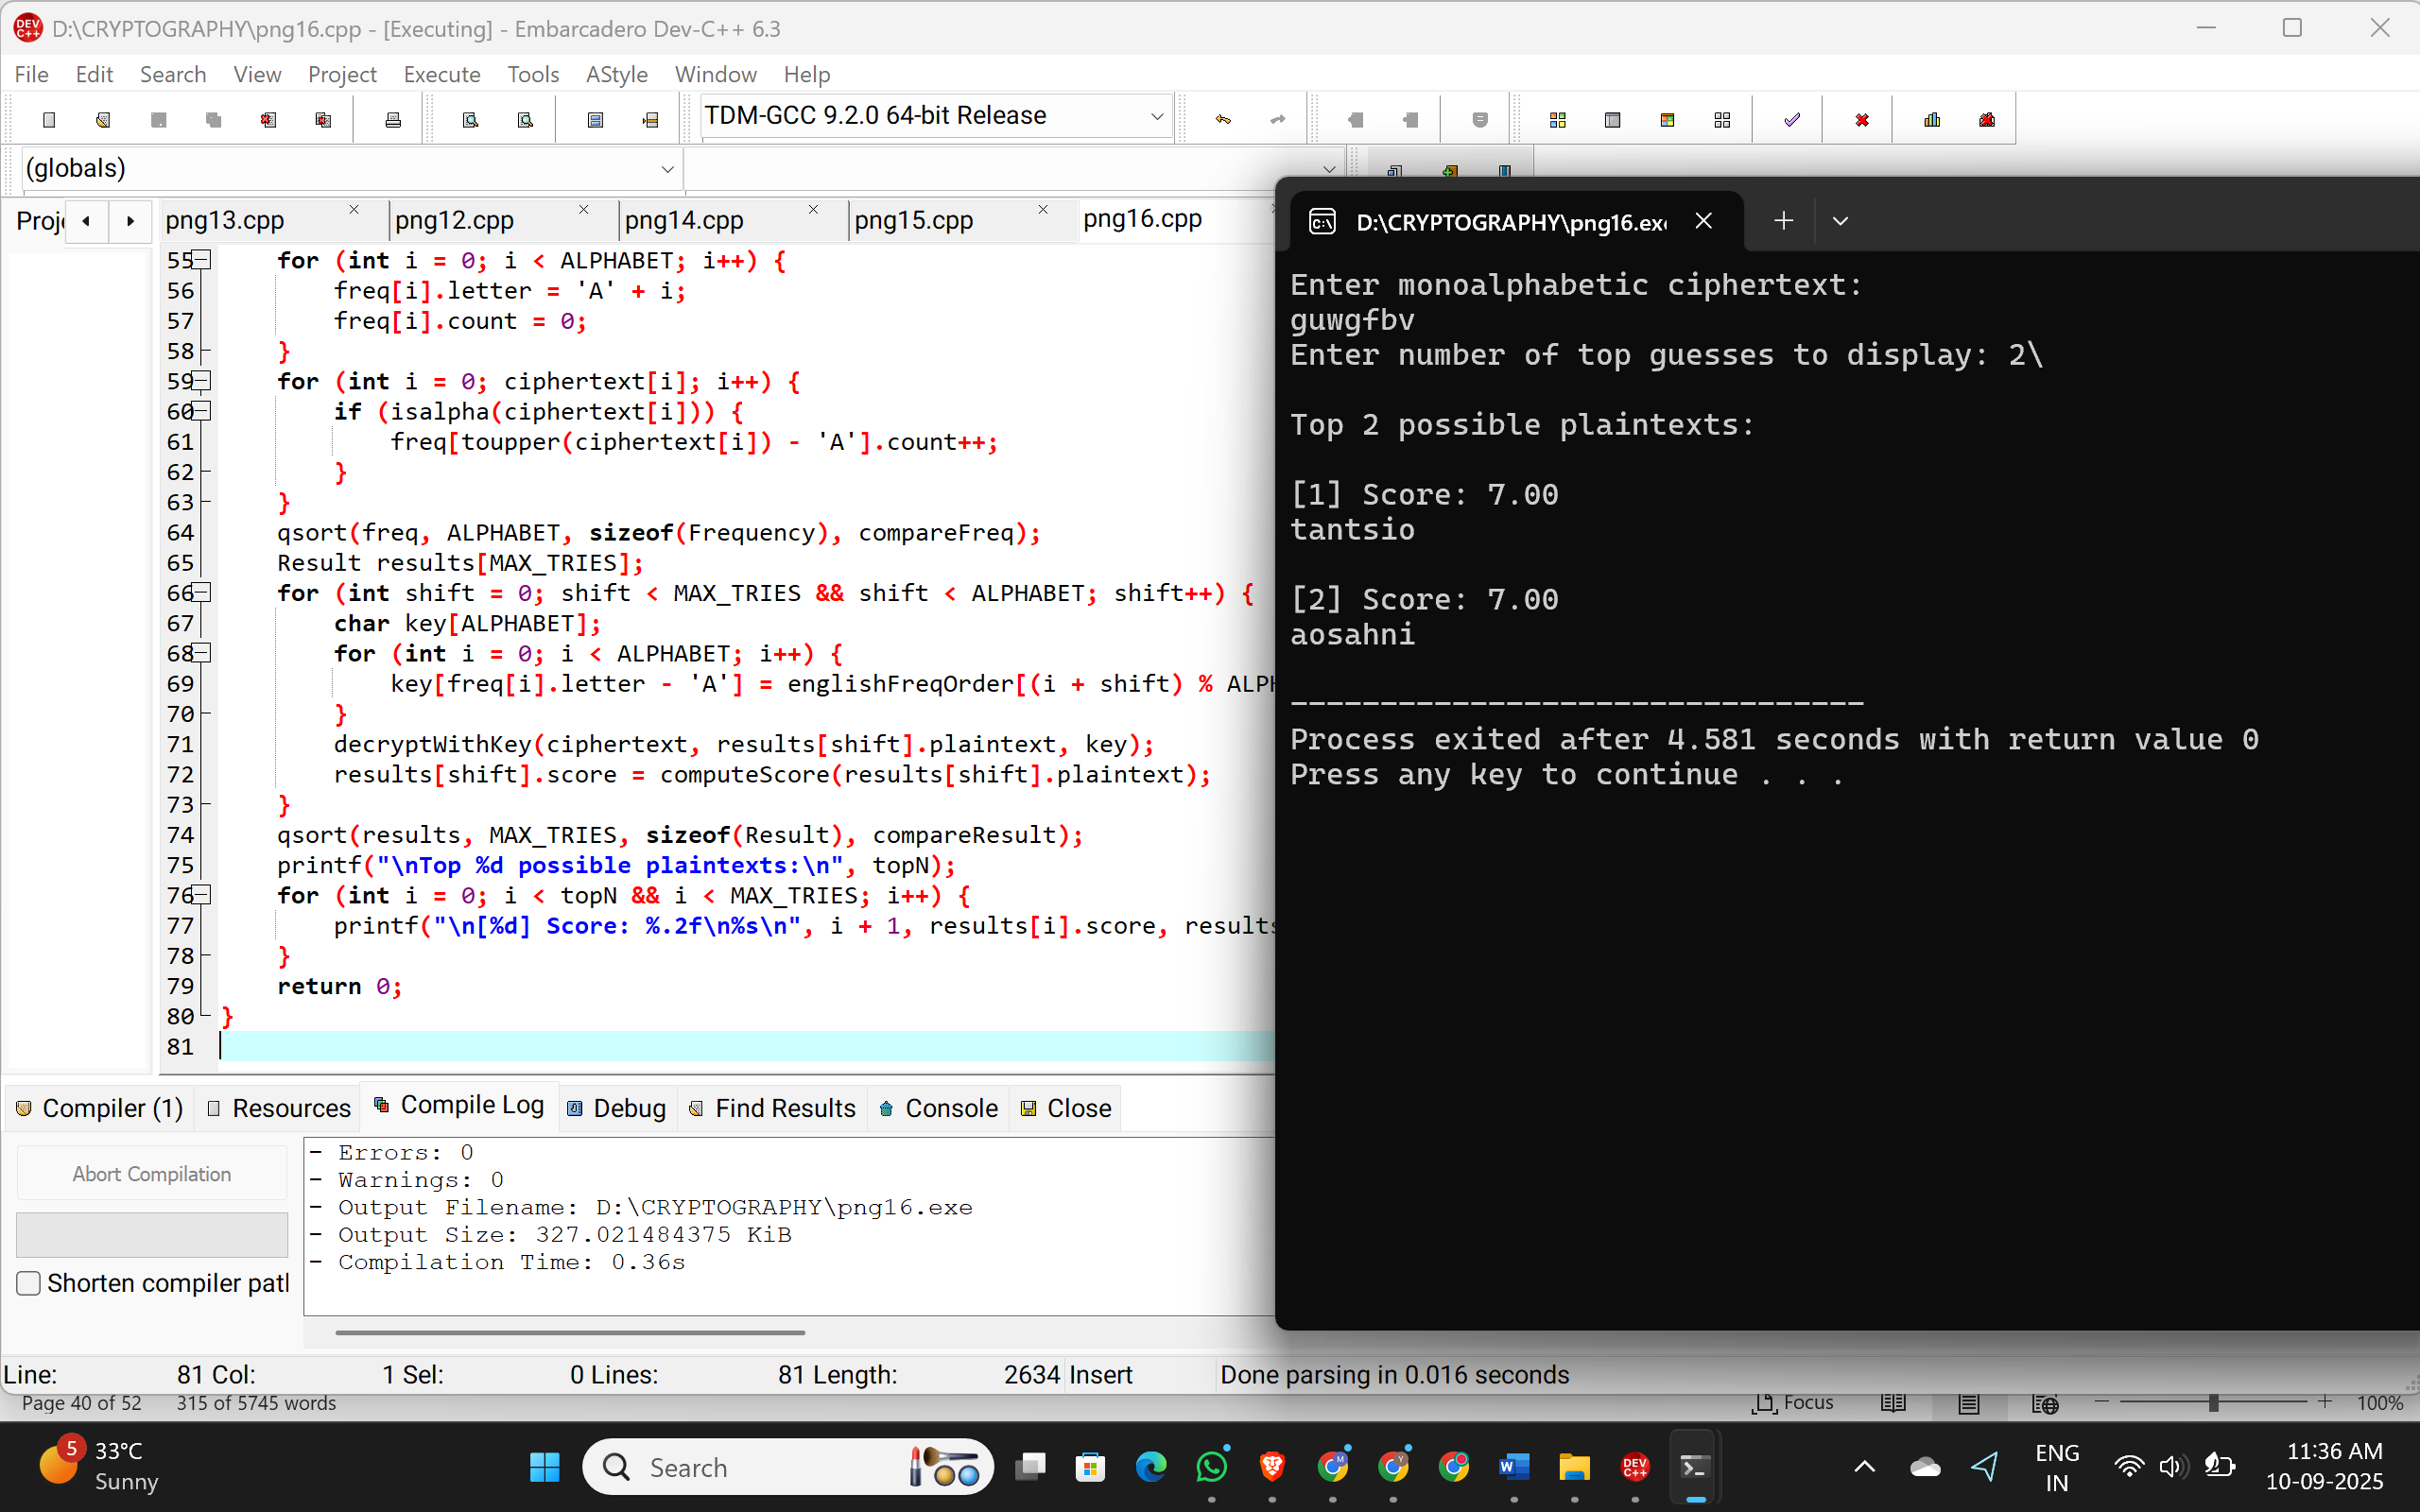 D:\CRYPTOGRAPHY\png16.cpp - [Executing] - Embarcadero Dev-C++ 6.3
File Edit Search View Project Execute Tools AStyle Window Help
TDM-GCC 9.2.0 64-bit Release
(globals)
Proje png13.cpp png12.cpp png14.cpp png15.cpp png16.cpp
55 for (int i = 0; i < ALPHABET; i++) {
56 freq[i].letter = 'A' + i;
57 freq[i].count = 0;
58 }
59 for (int i = 0; ciphertext[i]; i++) {
60 if (isalpha(ciphertext[i])) {
61 freq[toupper(ciphertext[i]) - 'A'].count++;
62 }
63 }
64 qsort(freq, ALPHABET, sizeof(Frequency), compareFreq);
65 Result results[MAX_TRIES];
66 for (int shift = 0; shift < MAX_TRIES && shift < ALPHABET; shift++) {
67 char key[ALPHABET];
68 for (int i = 0; i < ALPHABET; i++) {
69 key[freq[i].letter - 'A'] = englishFreqOrder[(i + shift) % ALPH
70 }
71 decryptWithKey(ciphertext, results[shift].plaintext, key);
72 results[shift].score = computeScore(results[shift].plaintext);
73 }
74 qsort(results, MAX_TRIES, sizeof(Result), compareResult);
75 printf("\nTop %d possible plaintexts:\n", topN);
76 for (int i = 0; i < topN && i < MAX_TRIES; i++) {
77 printf("\n[%d] Score: %.2f\n%s\n", i + 1, results[i].score, results
78 }
79 return 0;
80 }
81
D:\CRYPTOGRAPHY\png16.exe
Enter monoalphabetic ciphertext:
guwgfbv
Enter number of top guesses to display: 2\
Top 2 possible plaintexts:
[1] Score: 7.00
tantsio
[2] Score: 7.00
aosahni
--------------------------------
Process exited after 4.581 seconds with return value 0
Press any key to continue . . .
Compiler (1) Resources Compile Log Debug Find Results Console Close
Abort Compilation
Shorten compiler patl
- Errors: 0
- Warnings: 0
- Output Filename: D:\CRYPTOGRAPHY\png16.exe
- Output Size: 327.021484375 KiB
- Compilation Time: 0.36s
Line: 81 Col: 1 Sel: 0 Lines: 81 Length: 2634 Insert Done parsing in 0.016 seconds
Page 40 of 52 315 of 5745 words Focus 100%
5 33°C
Sunny
Search
ENG
IN
11:36 AM
10-09-2025